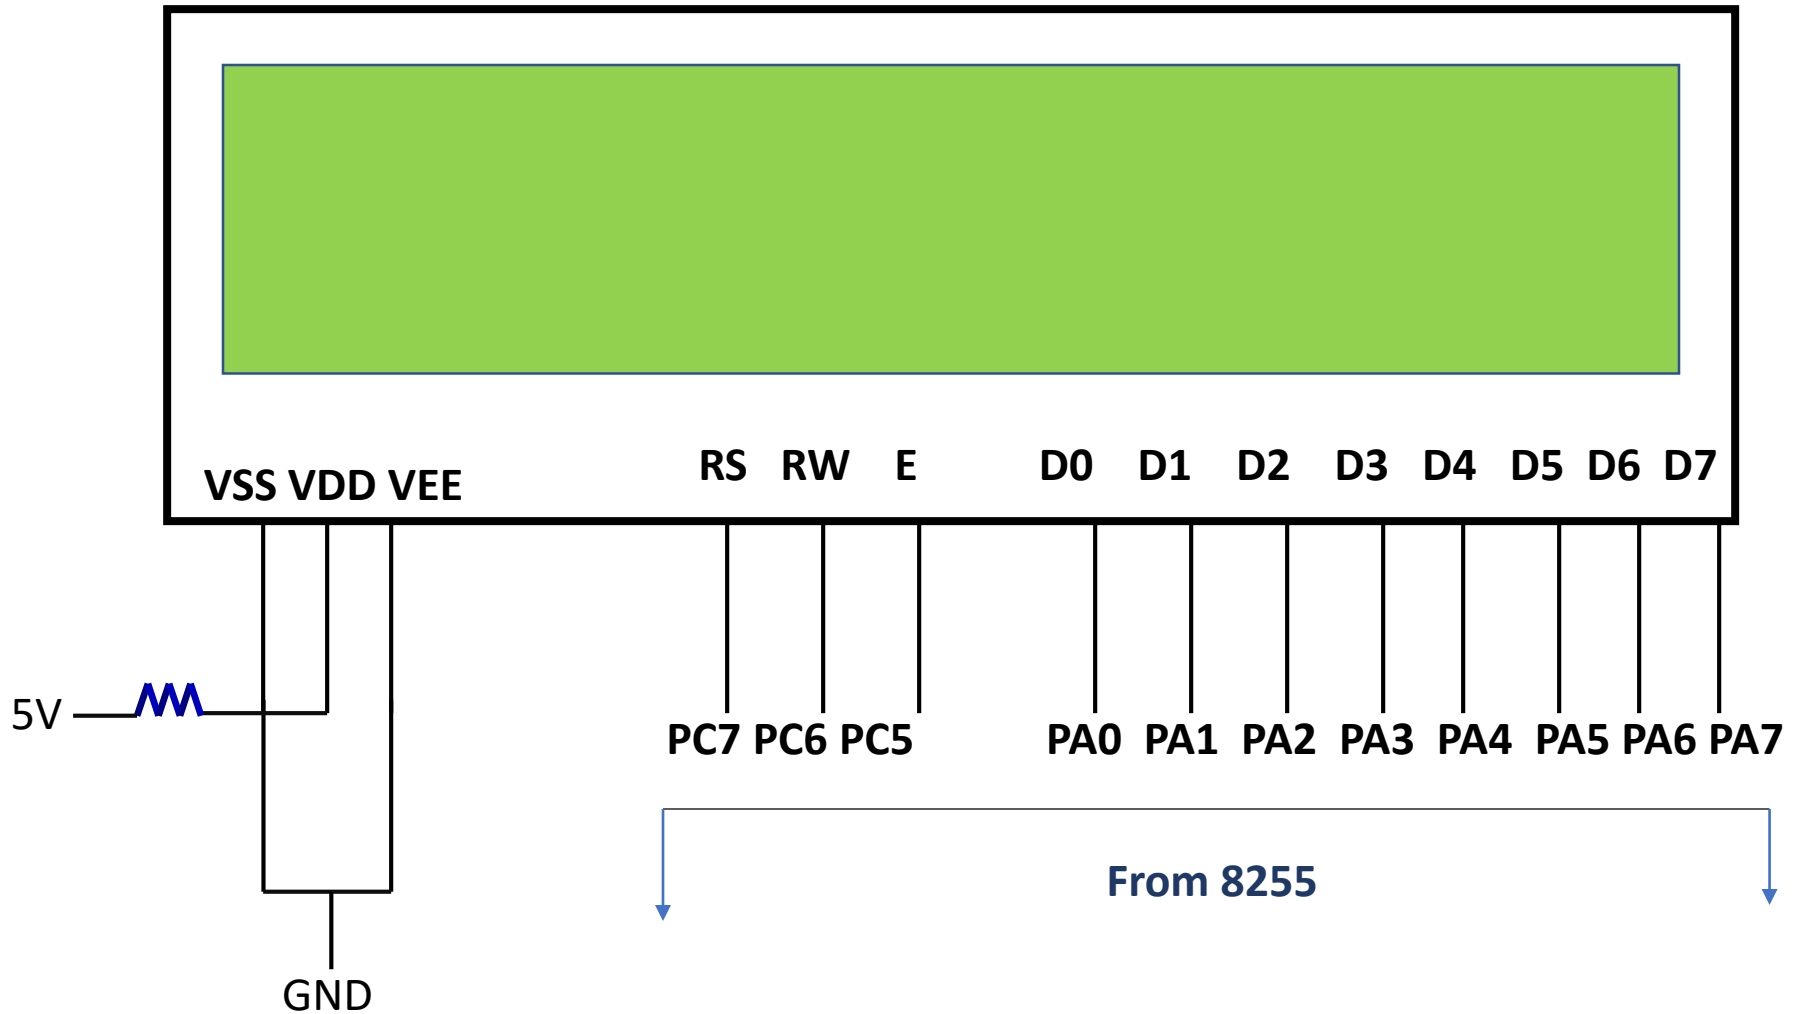 RS RW E D0 D1 D2 D3 D4 D5 D6 D7
VSS VDD VEE
5V
PC7 PC6 PC5 PA0 PA1 PA2 PA3 PA4 PA5 PA6 PA7
From 8255
GND